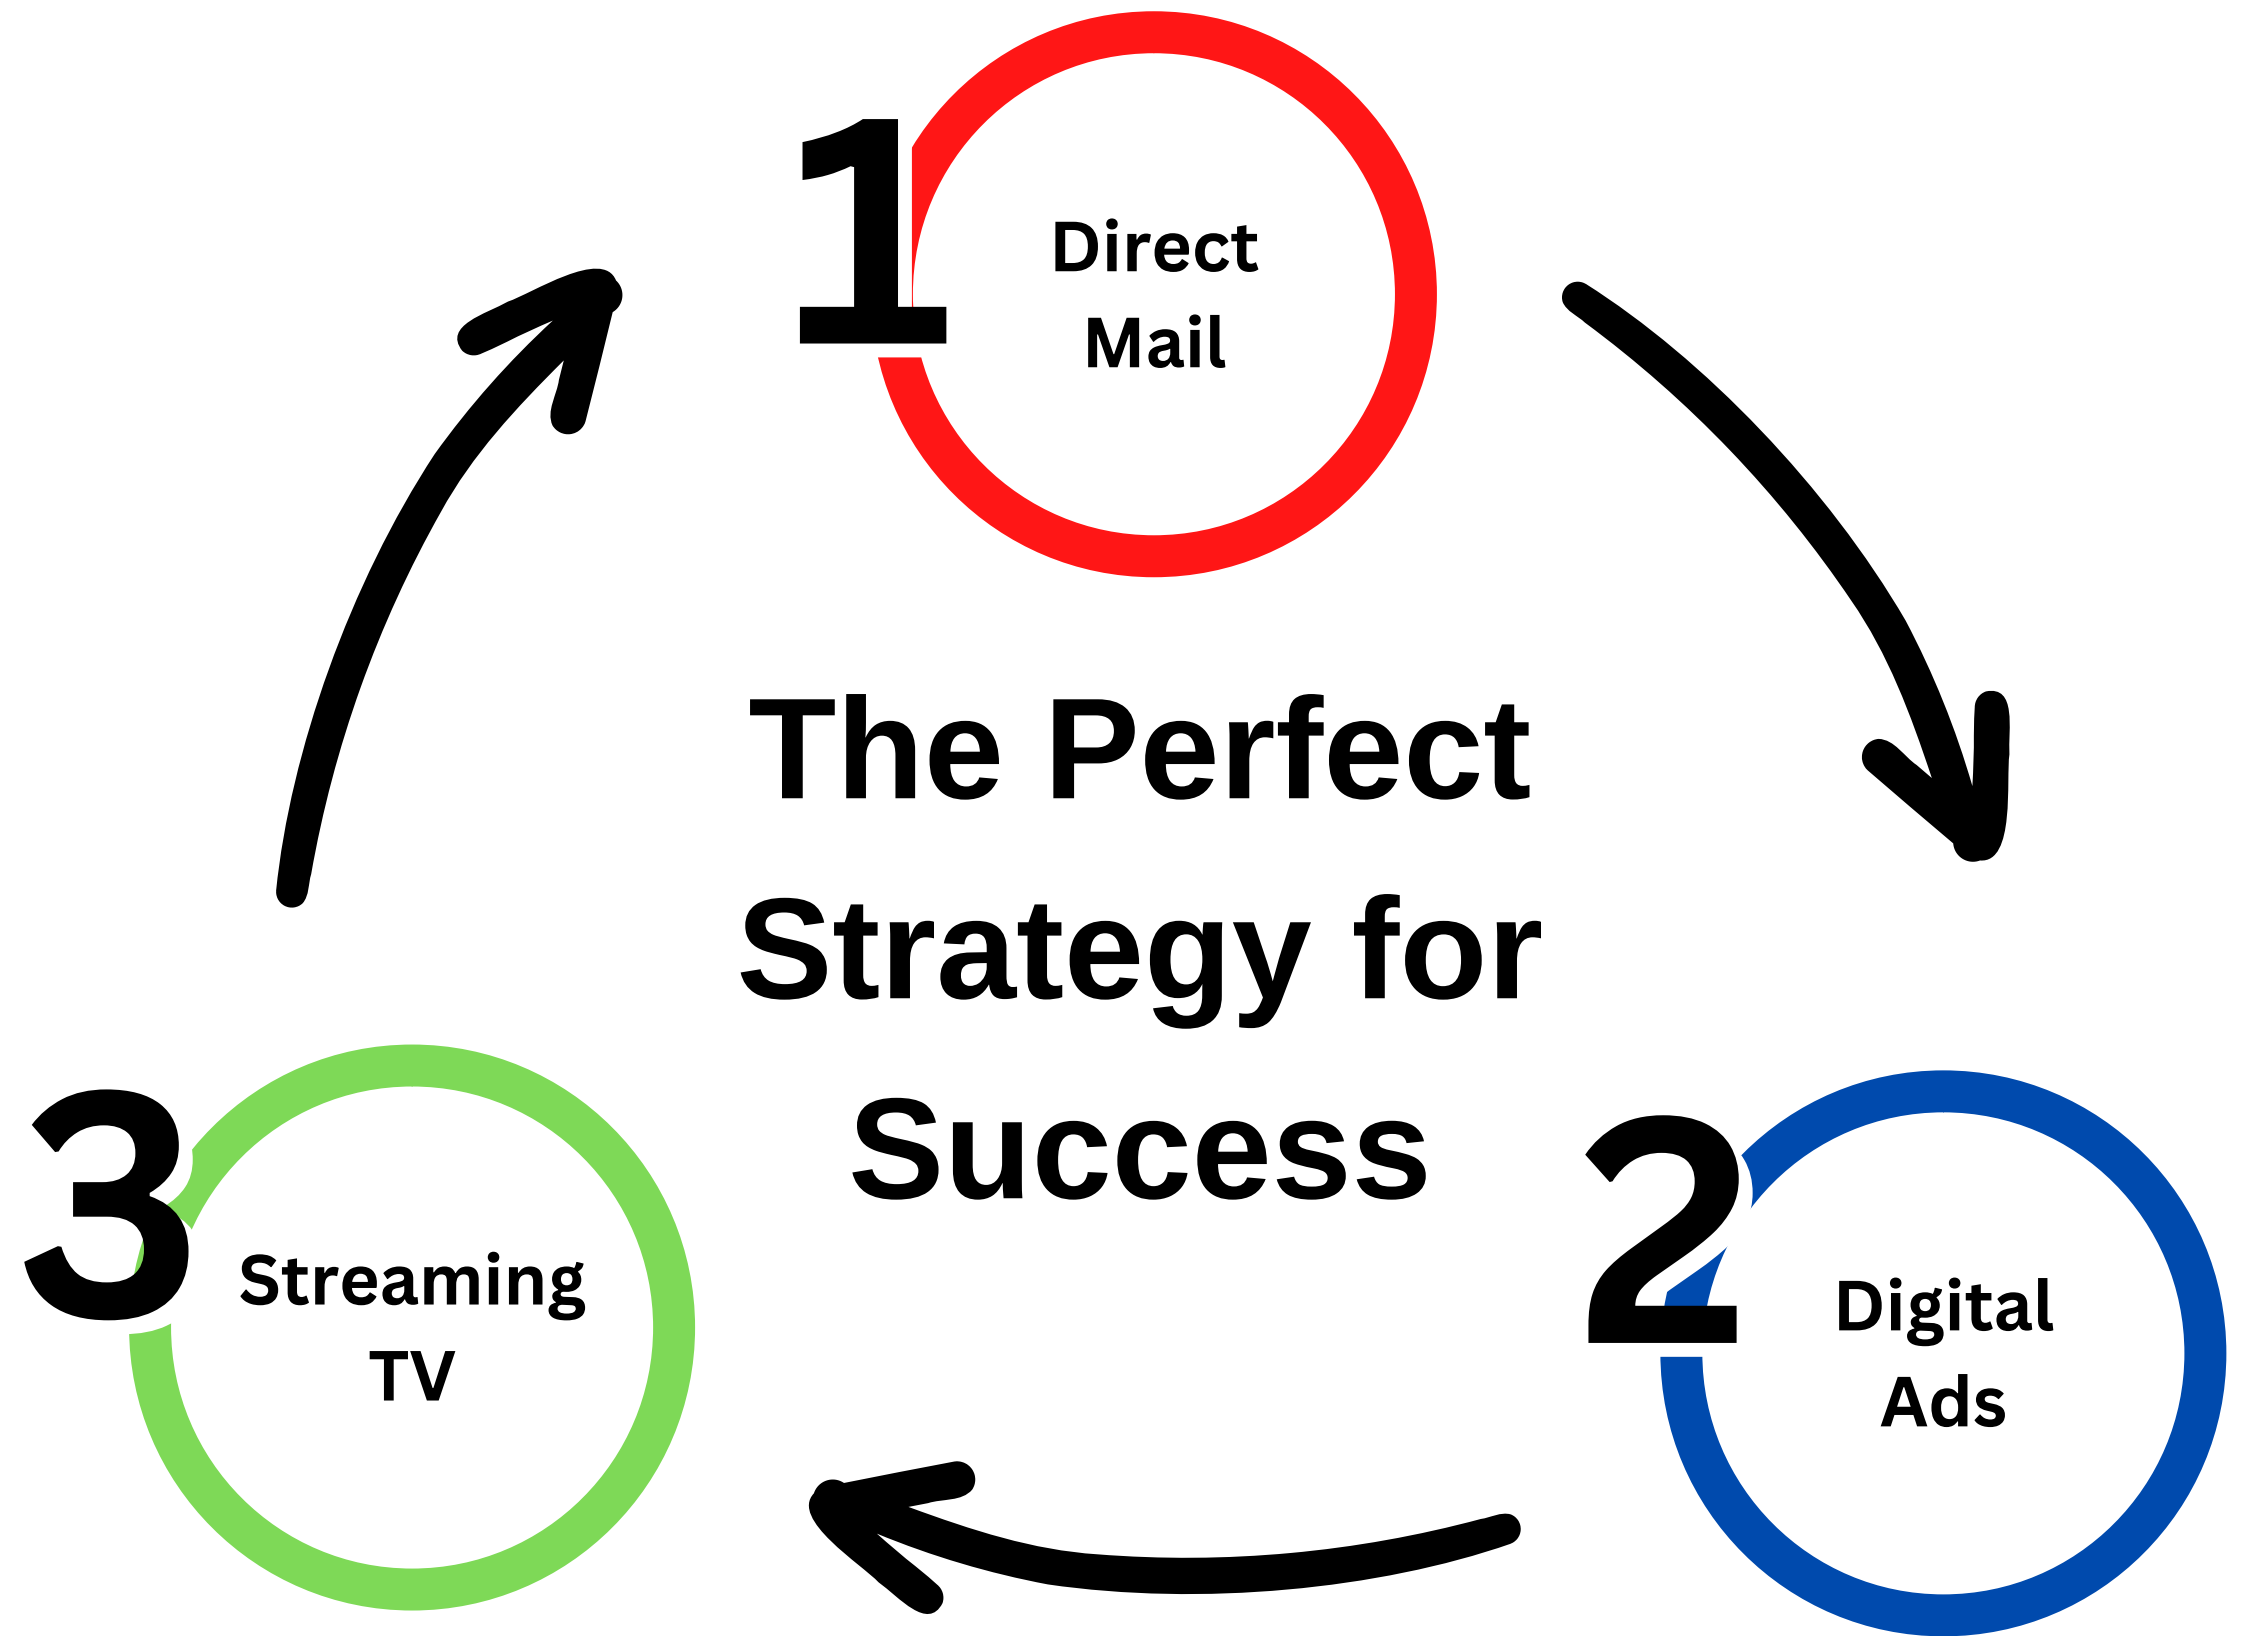 1
Direct
Mail
The Perfect
Strategy for
Success
2
Digital
Ads
3
Streaming
TV